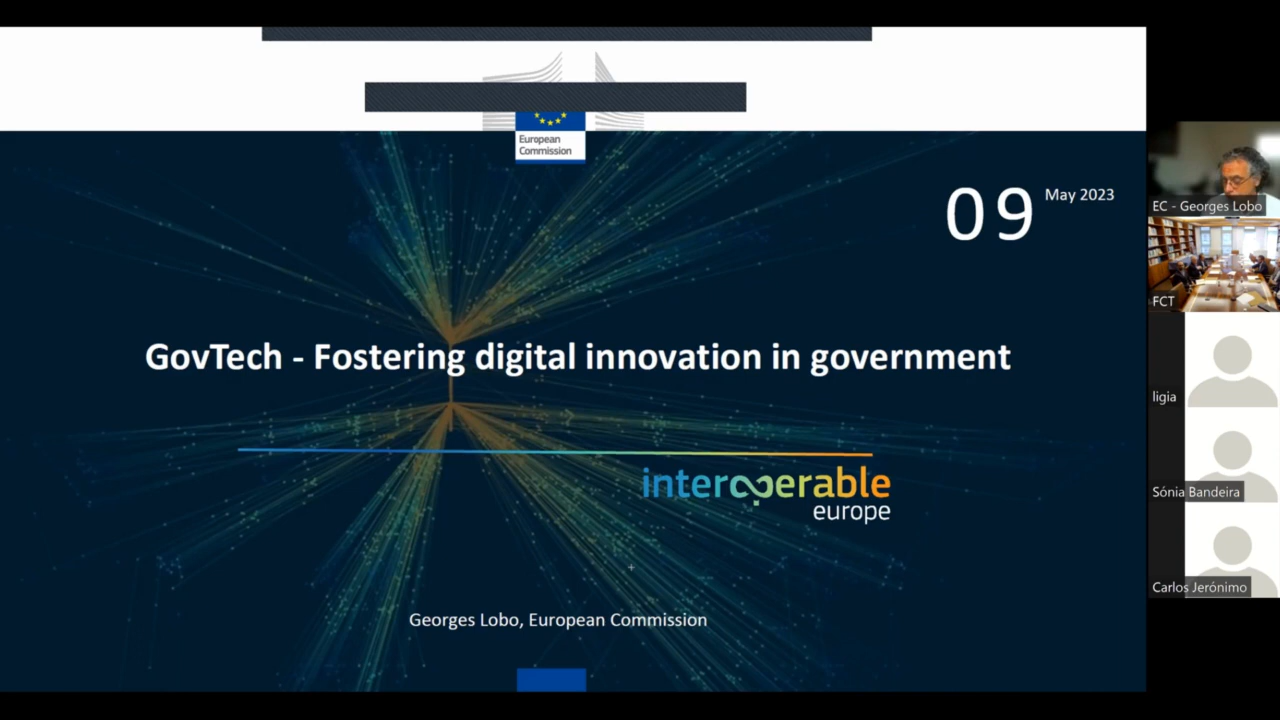 European
Commission
09 May 2023
GovTech - Fostering digital innovation in government
interoperable
europe
Georges Lobo, European Commission
EC - Georges Lobo
FCT
ligia
Sónia Bandeira
Carlos Jerónimo